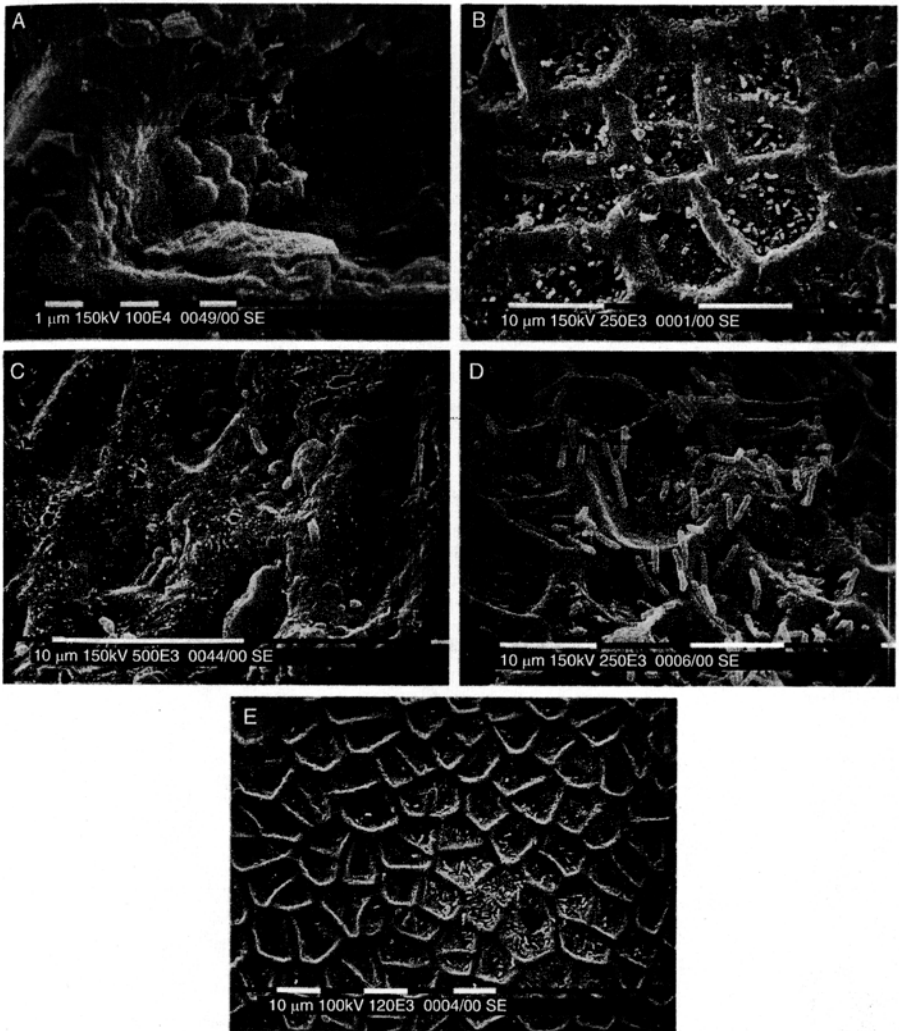 A
1 μm 150kV 100E4 0049/00 SE
B
10 μm 150kV 250E3 0001/00 SE
C
10 μm 150kV 500E3 0044/00 SE
D
10 μm 150kV 250E3 0006/00 SE
E
10 μm 100kV 120E3 0004/00 SE